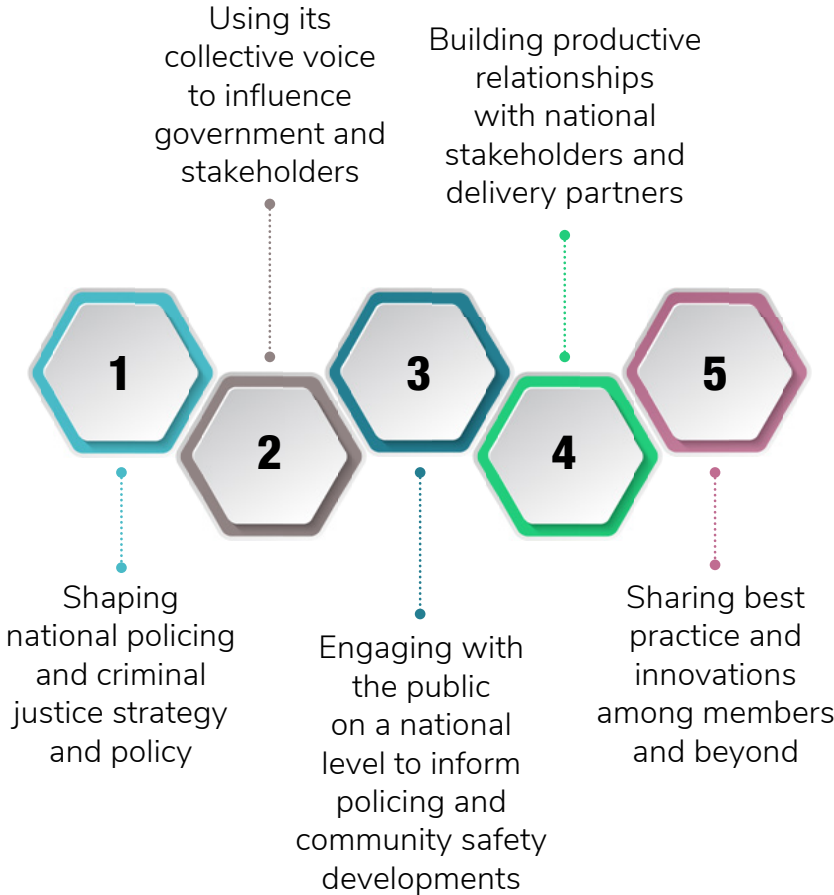 1
Shaping
national policing
and criminal
justice strategy
and policy
2
Using its
collective voice
to influence
government and
stakeholders
3
Engaging with
the public
on a national
level to inform
policing and
community safety
developments
4
Building productive
relationships
with national
stakeholders and
delivery partners
5
Sharing best
practice and
innovations
among members
and beyond